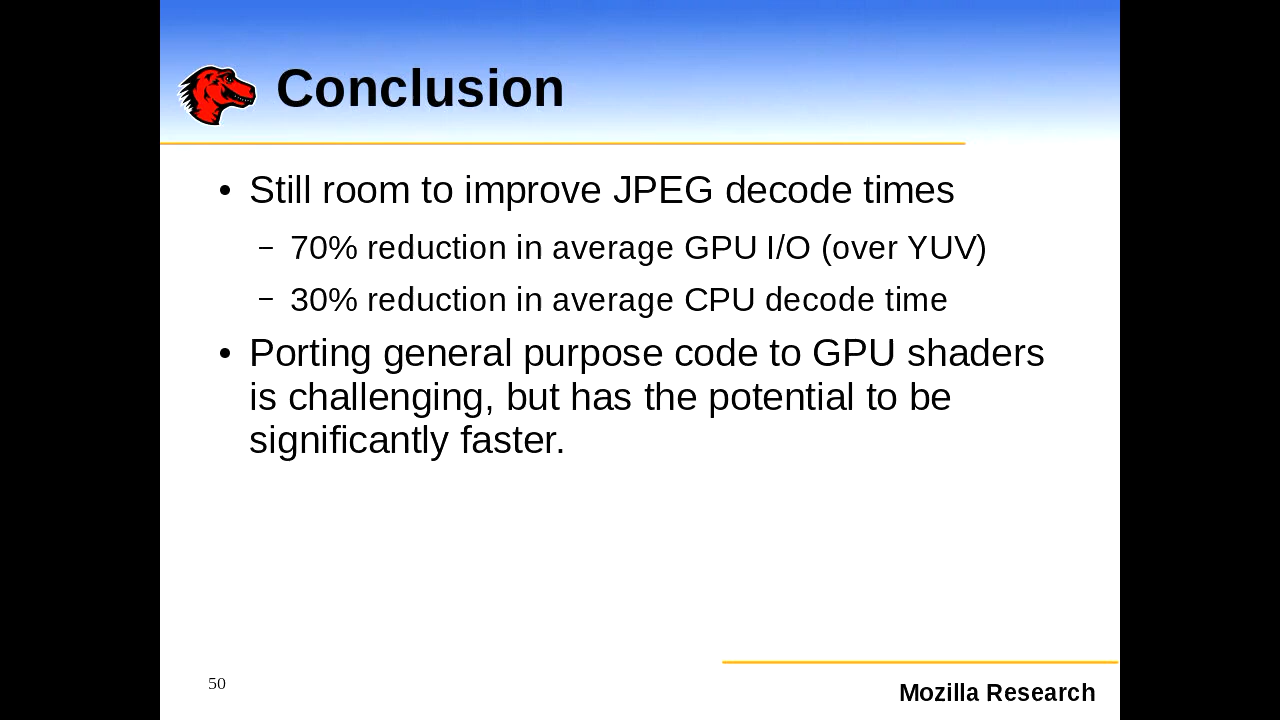 Conclusion
• Still room to improve JPEG decode times
– 70% reduction in average GPU I/O (over YUV)
– 30% reduction in average CPU decode time
• Porting general purpose code to GPU shaders
is challenging, but has the potential to be
significantly faster.
50
Mozilla Research